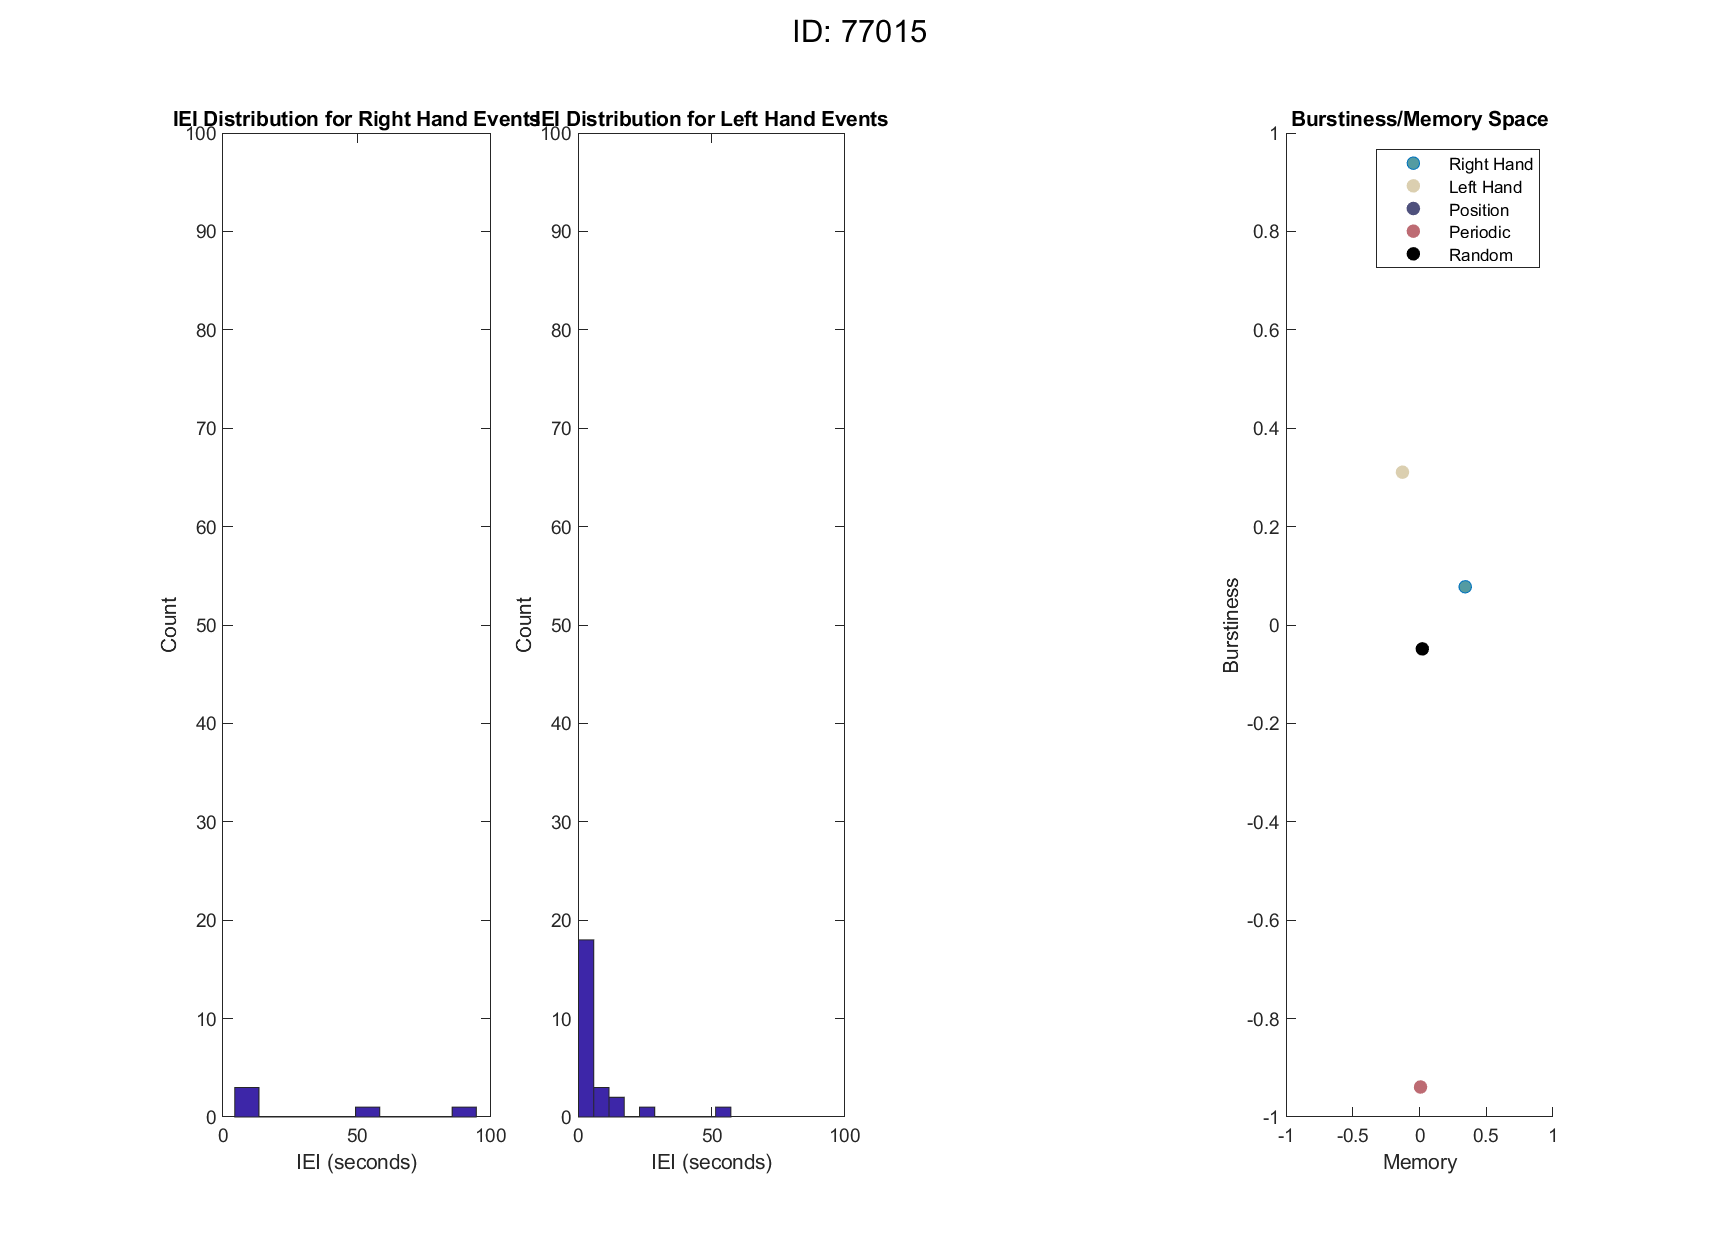 ID: 77015
IEI Distribution for Right Hand Events
100
90
80
70
60
50
40
30
20
10
0
Count
0 50 100
IEI (seconds)
IEI Distribution for Left Hand Events
100
90
80
70
60
50
40
30
20
10
0
Count
0 50 100
IEI (seconds)
Burstiness/Memory Space
1
0.8
0.6
0.4
0.2
0
-0.2
-0.4
-0.6
-0.8
-1
Burstiness
-1 -0.5 0 0.5 1
Memory
Right Hand
Left Hand
Position
Periodic
Random